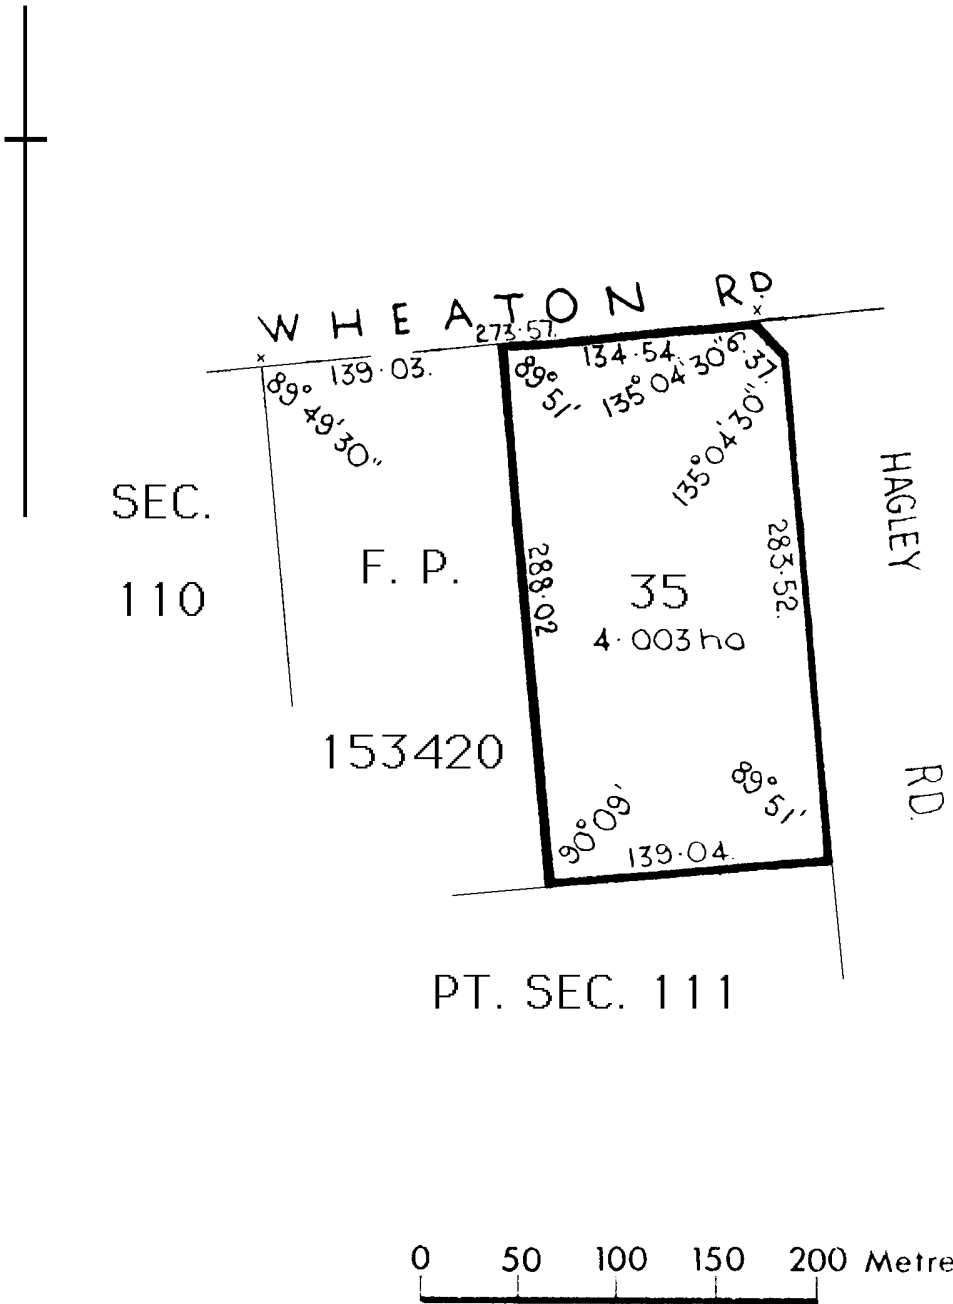 WHEATON RD.
273·57.
139·03.
134·54.
6·37.
89° 49' 30"
89° 51'
135° 04' 30"
135° 04' 30"
SEC.
110
F. P.
153420
288·02
35
4·003ha
283·52.
HAGLEY
RD.
90° 09'
89° 51'
139·04.
PT. SEC. 111
0 50 100 150 200 Metre